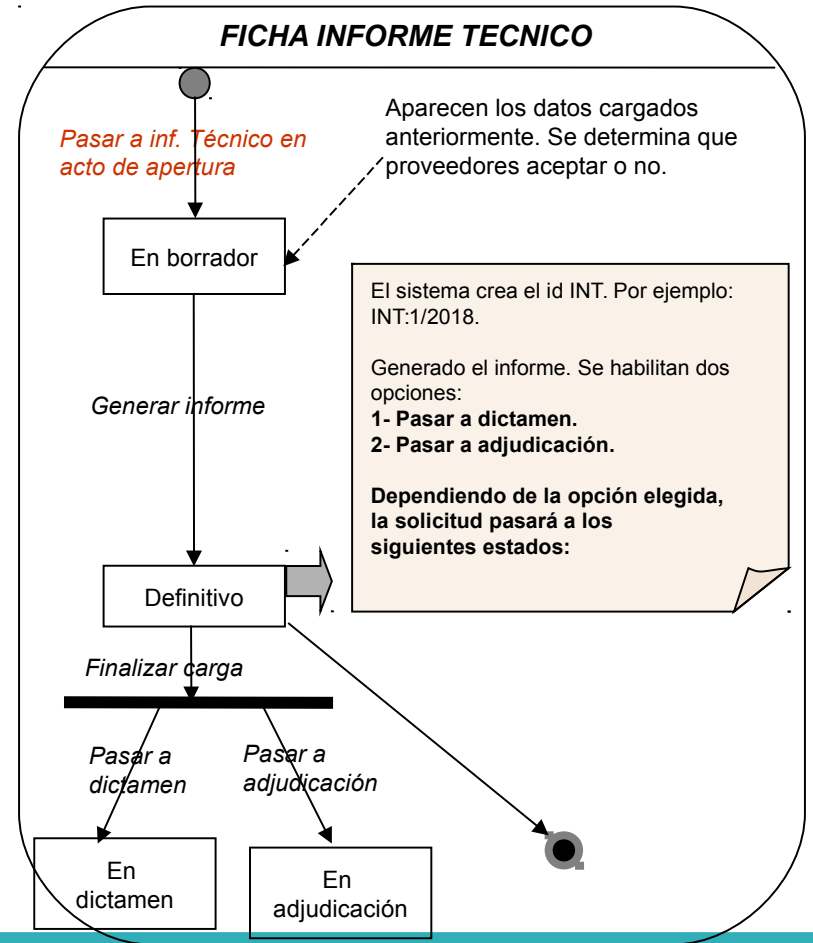 FICHA INFORME TECNICO
Pasar a inf. Técnico en
acto de apertura
Aparecen los datos cargados
anteriormente. Se determina que
proveedores aceptar o no.
En borrador
El sistema crea el id INT. Por ejemplo:
INT:1/2018.
Generado el informe. Se habilitan dos
opciones:
1- Pasar a dictamen.
2- Pasar a adjudicación.
Dependiendo de la opción elegida,
la solicitud pasará a los
siguientes estados:
Generar informe
Definitivo
Finalizar carga
Pasar a
dictamen
Pasar a
adjudicación
En
dictamen
En
adjudicación